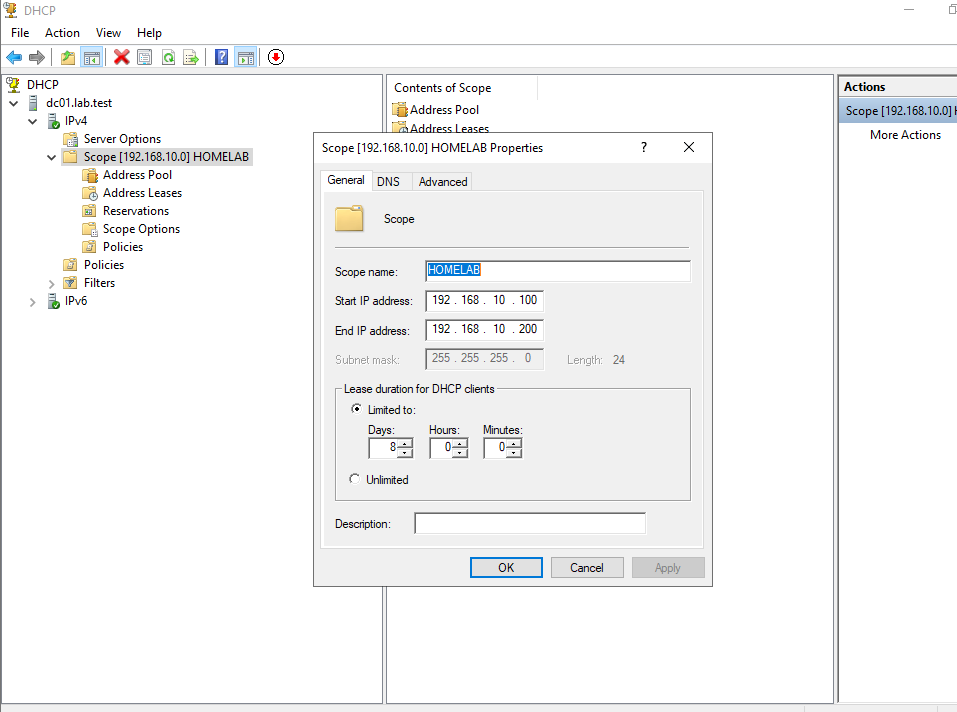 DHCP
File Action View Help
DHCP
dc01.lab.test
IPv4
Server Options
Scope [192.168.10.0] HOMELAB
Address Pool
Address Leases
Reservations
Scope Options
Policies
Policies
Filters
IPv6
Contents of Scope
Address Pool
Address Leases
Actions
Scope [192.168.10.0] H
More Actions
Scope [192.168.10.0] HOMELAB Properties ?
General DNS Advanced
Scope
Scope name: HOMELAB
Start IP address: 192 . 168 . 10 . 100
End IP address: 192 . 168 . 10 . 200
Subnet mask: 255 . 255 . 255 . 0 Length: 24
Lease duration for DHCP clients
Limited to:
Days: Hours: Minutes:
8 0 0
Unlimited
Description:
OK Cancel Apply